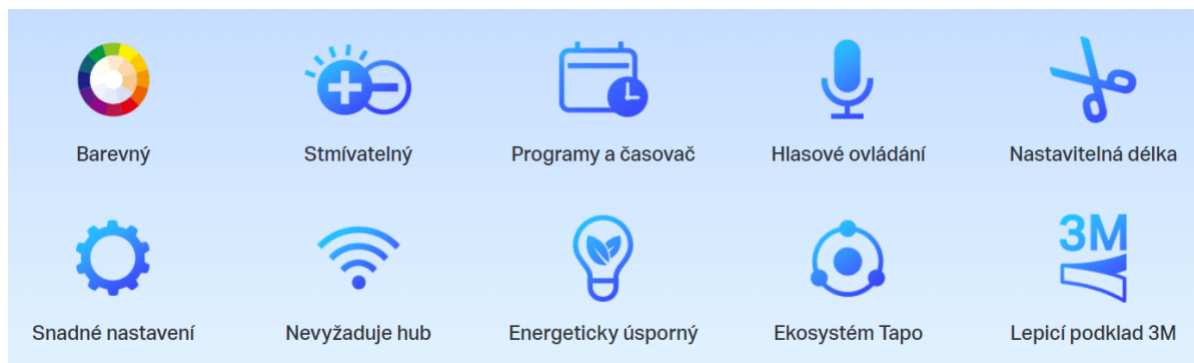 Barevný
Stmívatelný
Programy a časovač
Hlasové ovládání
Nastavitelná délka
3M
Snadné nastavení
Nevyžaduje hub
Energeticky úsporný
Ekosystém Tapo
Lepicí podklad 3M